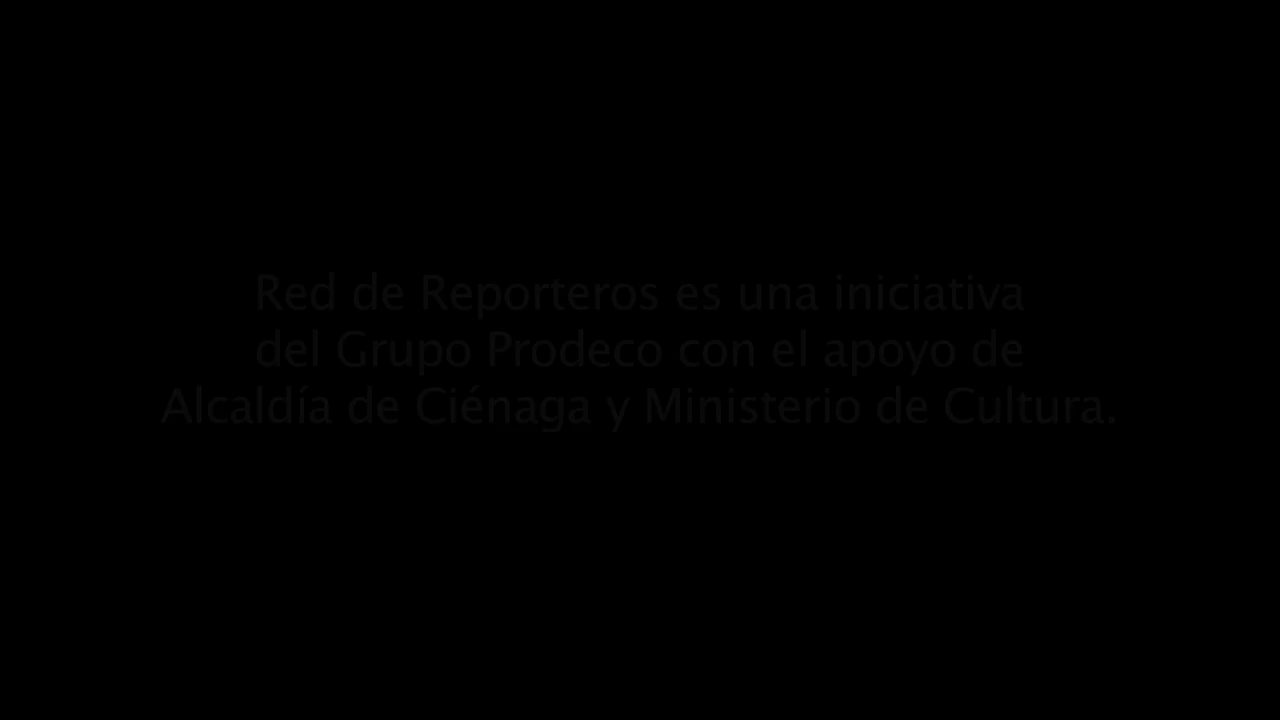 Red de Reporteros es una iniciativa
del Grupo Prodeco con el apoyo de
Alcaldía de Ciénaga y Ministerio de Cultura.